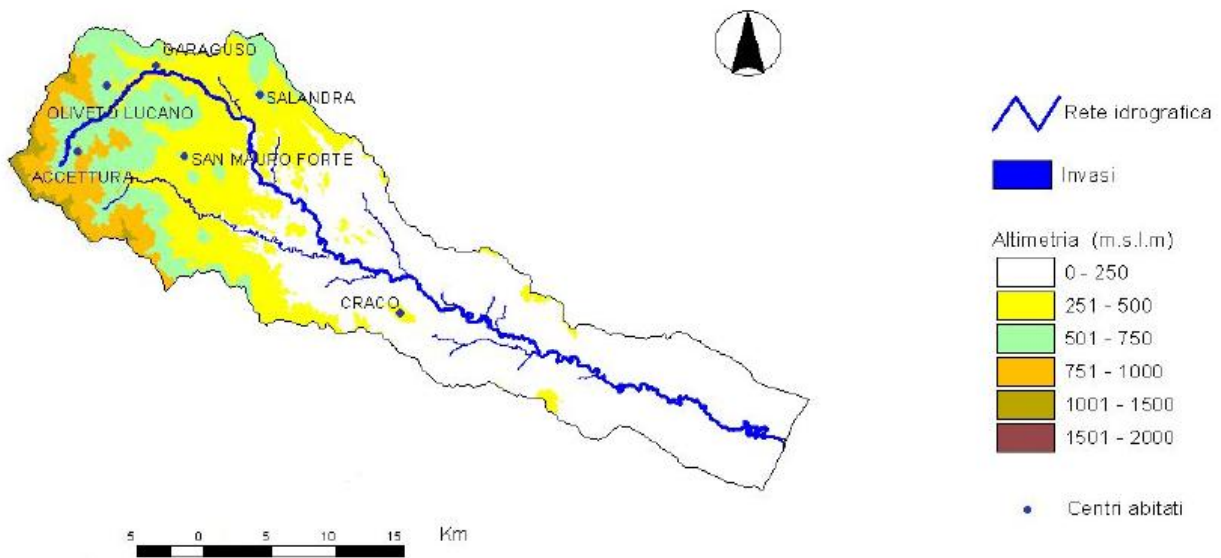 GARAGUSO
OLIVETO LUCANO
SALANDRA
SAN MAURO FORTE
ACCETTURA
CRACO
5 0 5 10 15 Km
Rete idrografica
Invasi
Altimetria (m.s.l.m)
0 - 250
251 - 500
501 - 750
751 - 1000
1001 - 1500
1501 - 2000
Centri abitati